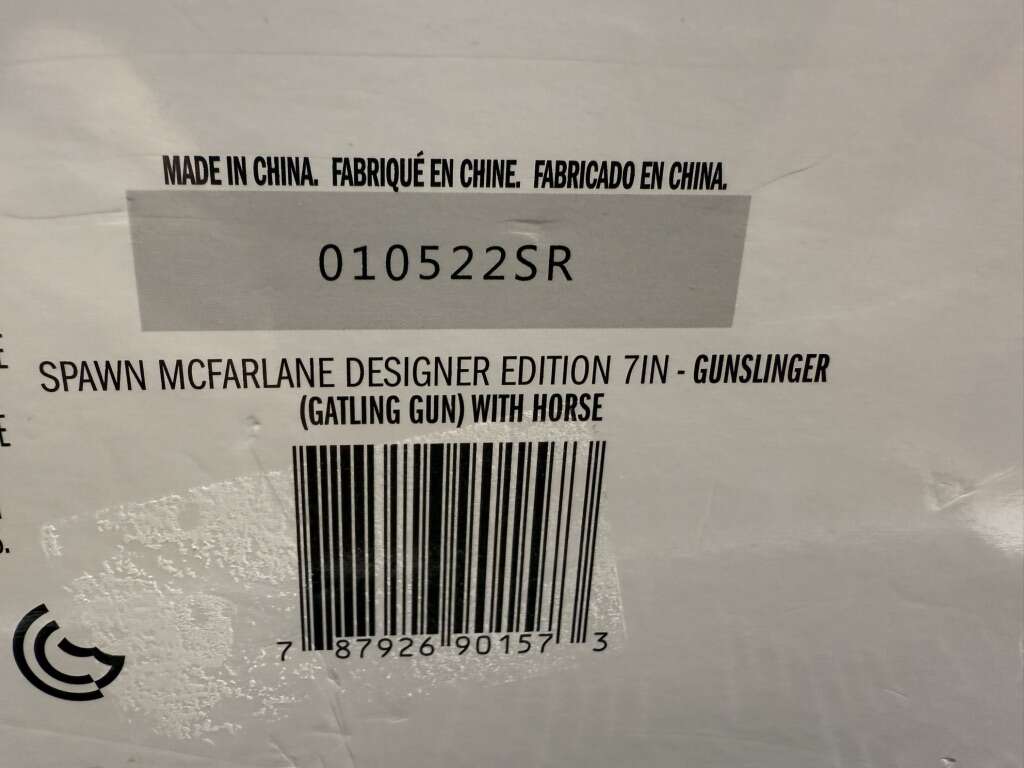 MADE IN CHINA. FABRIQUÉ EN CHINE. FABRICADO EN CHINA.
010522SR
SPAWN MCFARLANE DESIGNER EDITION 7IN - GUNSLINGER
(GATLING GUN) WITH HORSE
7 87926 90157 3